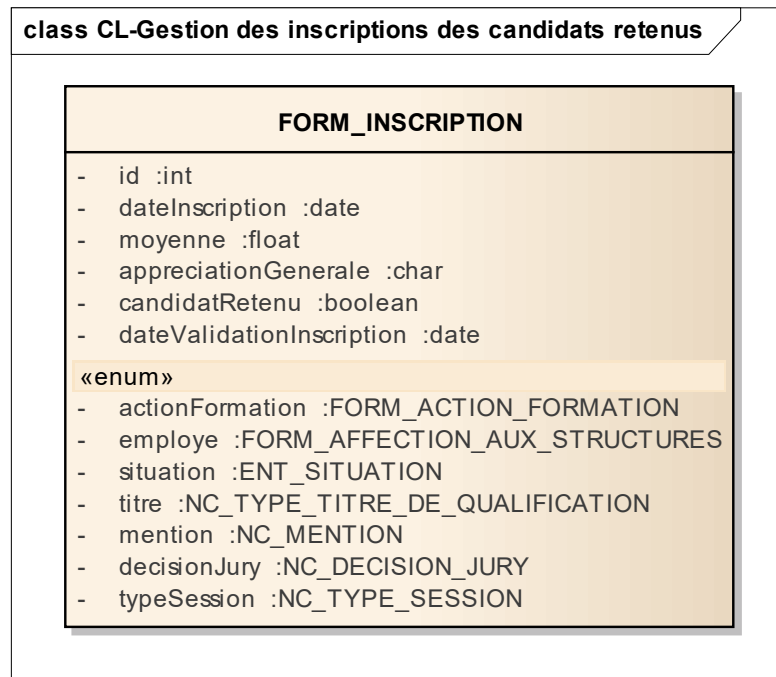 class CL-Gestion des inscriptions des candidats retenus
FORM_INSCRIPTION
- id :int
- dateInscription :date
- moyenne :float
- appreciationGenerale :char
- candidatRetenu :boolean
- dateValidationInscription :date
«enum»
- actionFormation :FORM_ACTION_FORMATION
- employe :FORM_AFFECTION_AUX_STRUCTURES
- situation :ENT_SITUATION
- titre :NC_TYPE_TITRE_DE_QUALIFICATION
- mention :NC_MENTION
- decisionJury :NC_DECISION_JURY
- typeSession :NC_TYPE_SESSION